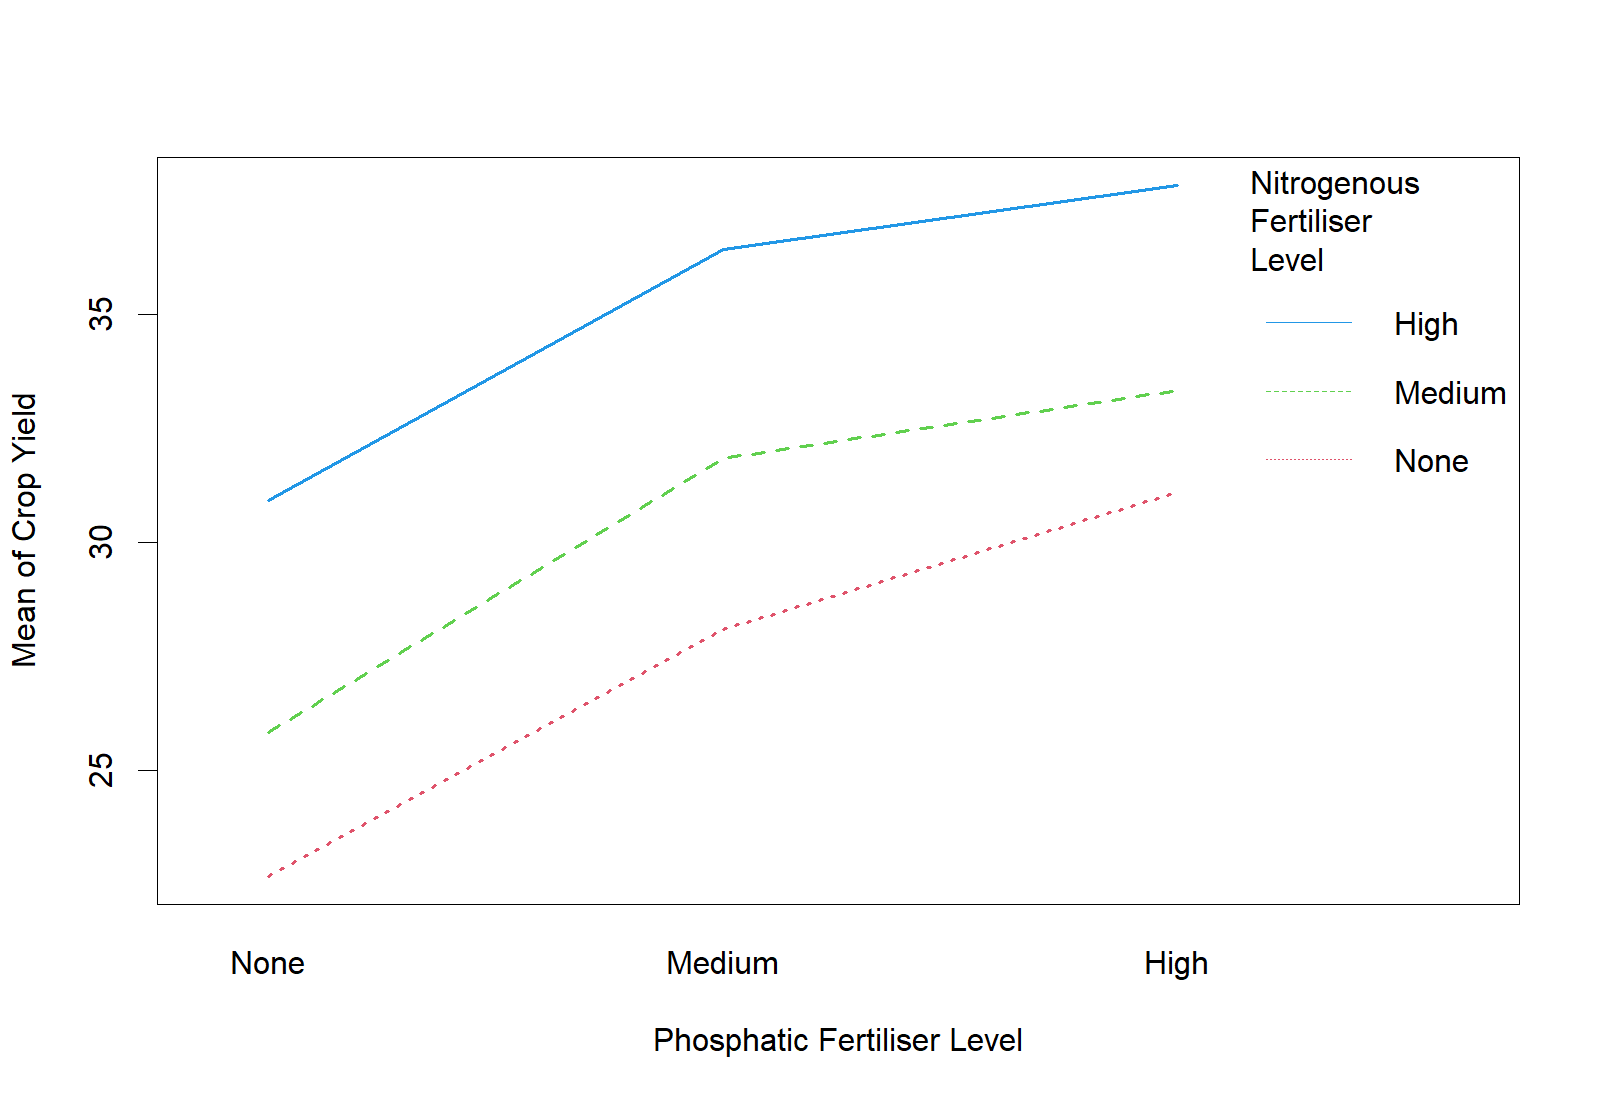 Nitrogenous
Fertiliser
Level
High
Medium
None
35
30
25
Mean of Crop Yield
None Medium High
Phosphatic Fertiliser Level